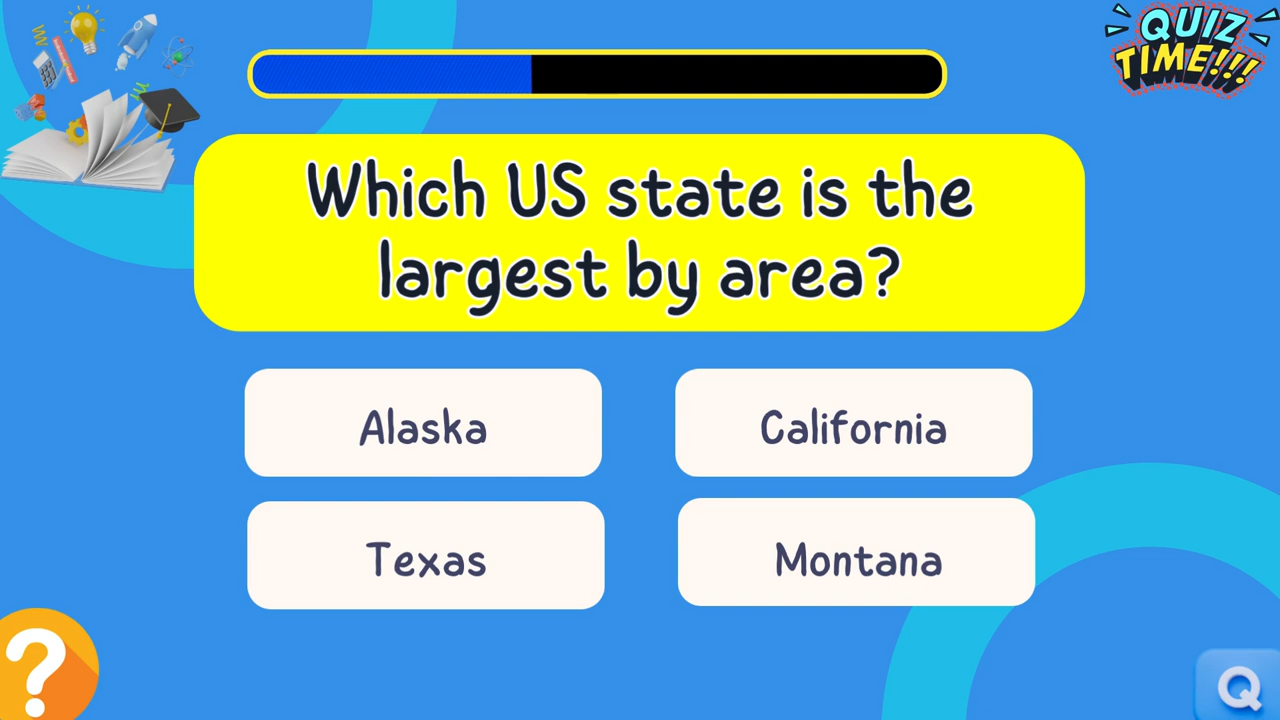 QUIZ
TIME!!!
Which US state is the
largest by area?
Alaska
California
Texas
Montana
?
Q